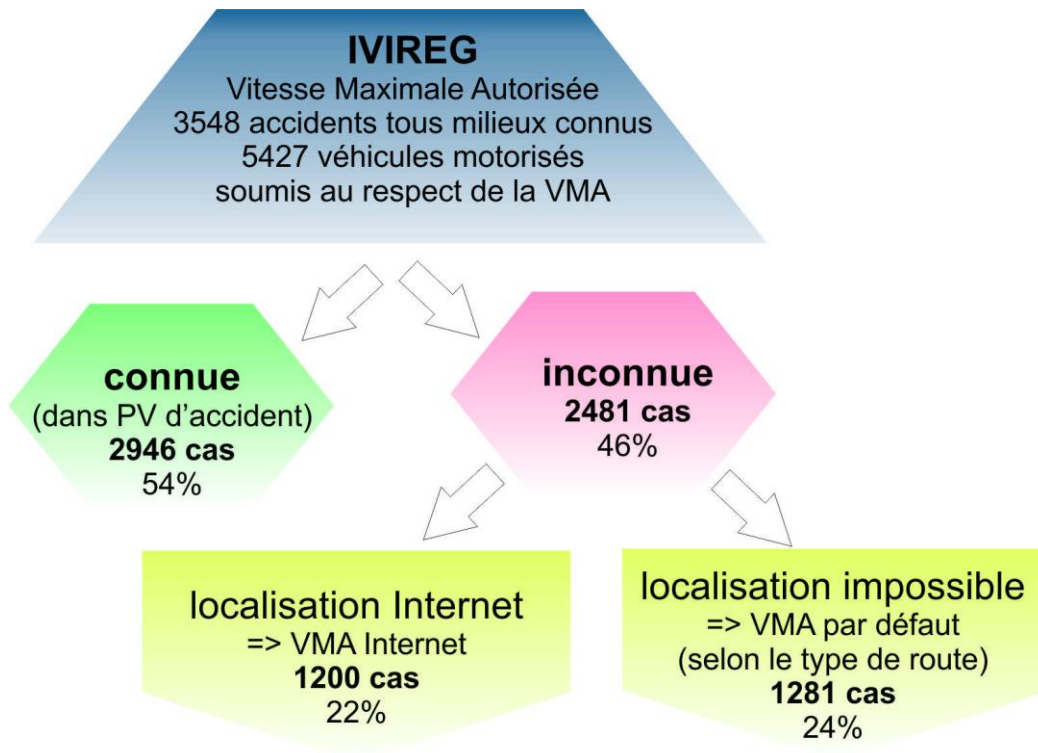 IVIREG
Vitesse Maximale Autorisée
3548 accidents tous milieux connus
5427 véhicules motorisés
soumis au respect de la VMA
connue
(dans PV d'accident)
2946 cas
54%
inconnue
2481 cas
46%
localisation Internet
=> VMA Internet
1200 cas
22%
localisation impossible
=> VMA par défaut
(selon le type de route)
1281 cas
24%